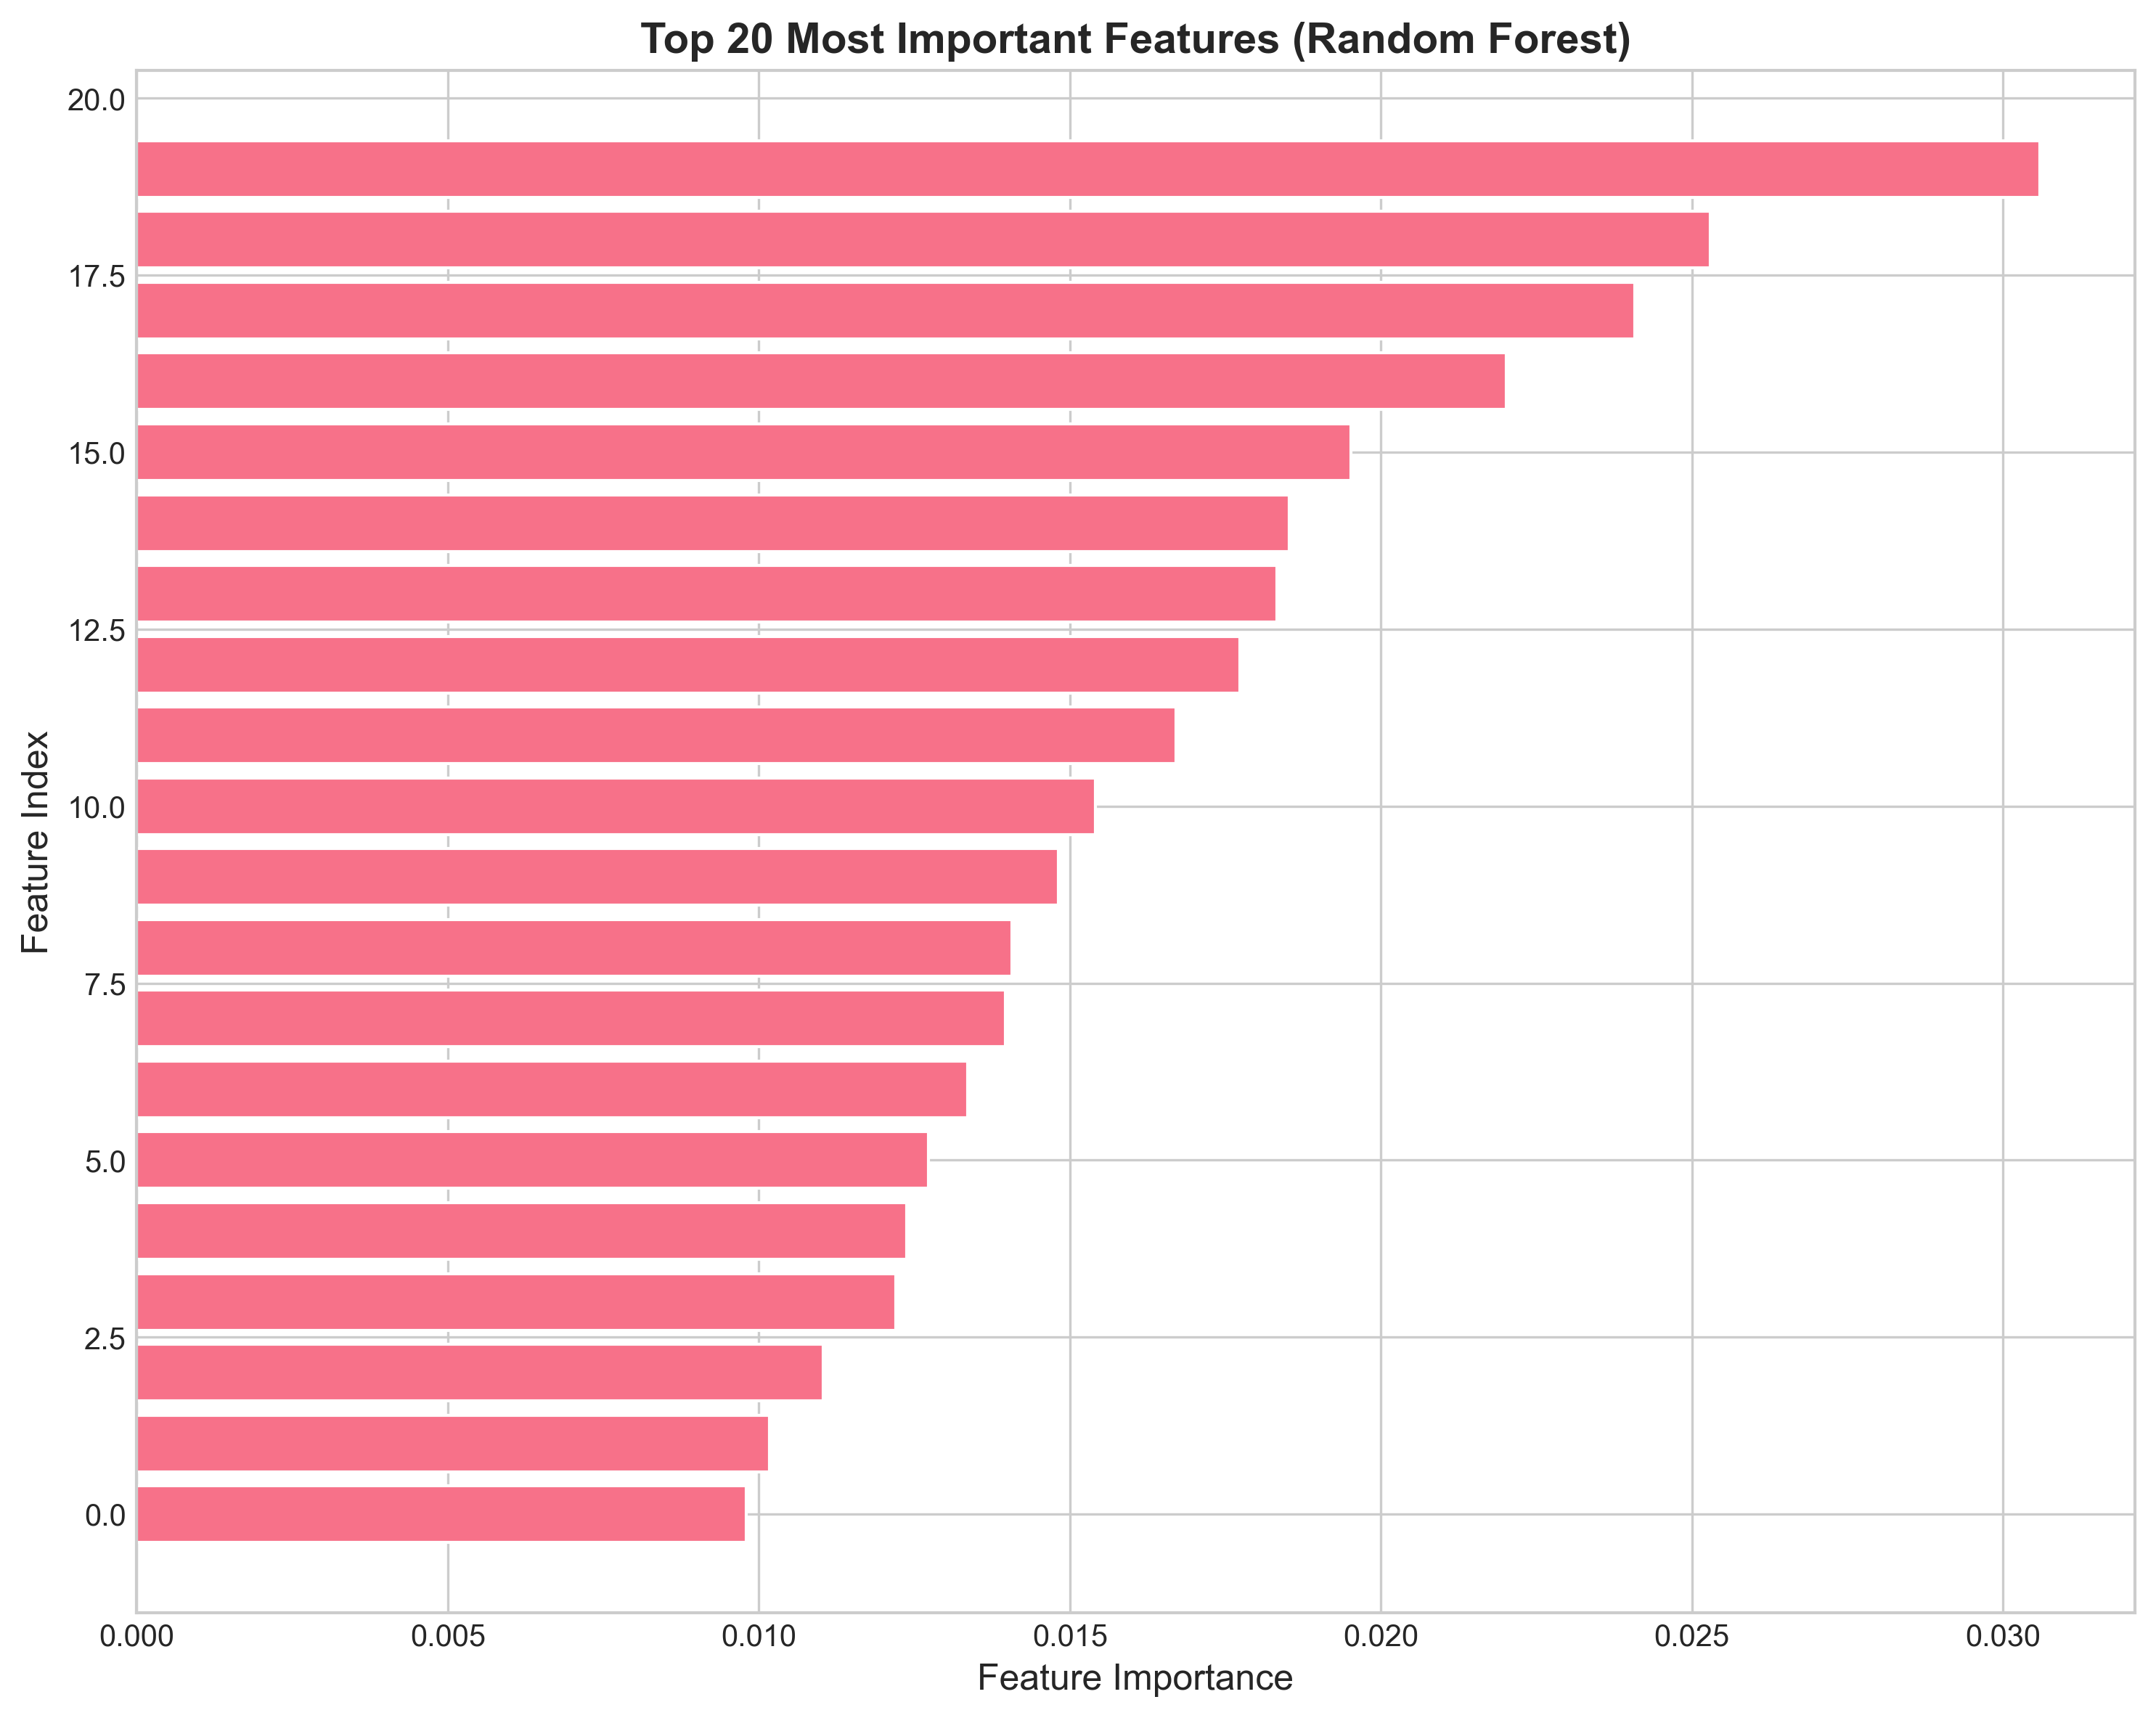 Top 20 Most Important Features (Random Forest)
20.0
17.5
15.0
12.5
10.0
7.5
5.0
2.5
0.0
Feature Index
0.000 0.005 0.010 0.015 0.020 0.025 0.030
Feature Importance